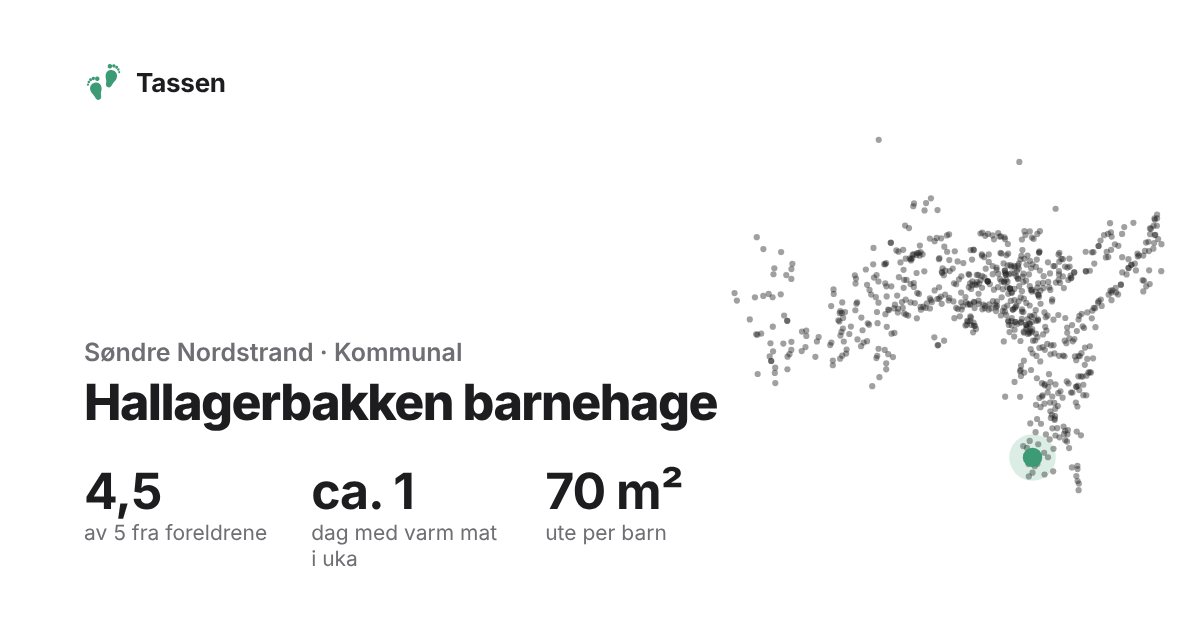 Tassen
Søndre Nordstrand · Kommunal
Hallagerbakken barnehage
4,5
av 5 fra foreldrene
ca. 1
dag med varm mat
i uka
70 m²
ute per barn